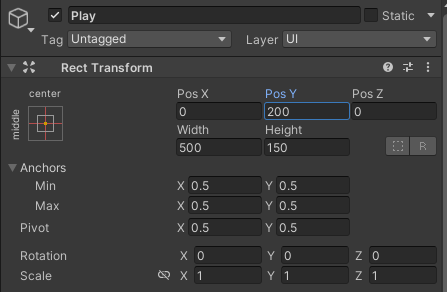 Play Static
Tag Untagged Layer UI
Rect Transform
center Pos X Pos Y Pos Z
middle 0 200 0
Width Height
500 150 R
Anchors
Min X 0.5 Y 0.5
Max X 0.5 Y 0.5
Pivot X 0.5 Y 0.5
Rotation X 0 Y 0 Z 0
Scale X 1 Y 1 Z 1